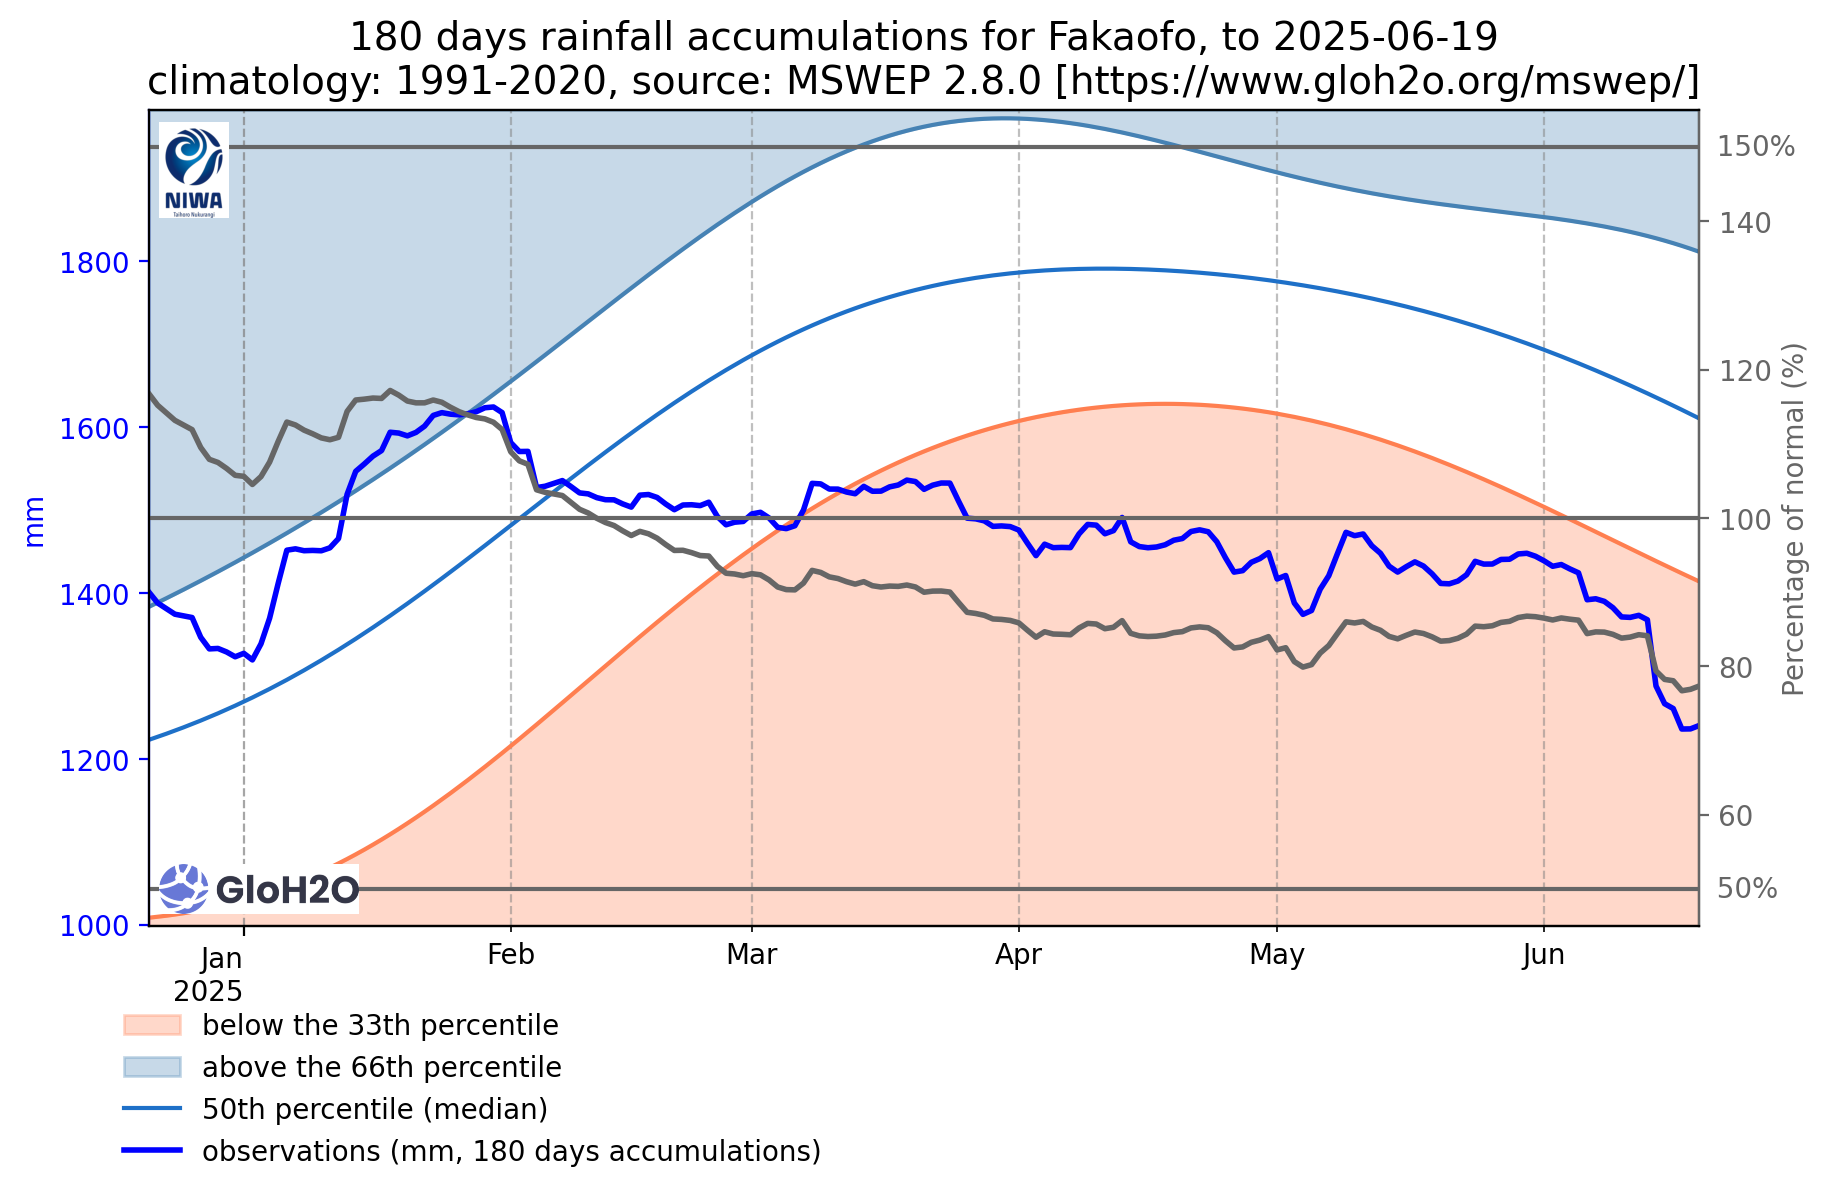 180 days rainfall accumulations for Fakaofo, to 2025-06-19
climatology: 1991-2020, source: MSWEP 2.8.0 [https://www.gloh2o.org/mswep/]
NIWA
Taihoro Nukurangi
150%
140
1800
120
1600
Percentage of normal (%)
mm
100
1400
80
1200
60
GloH2O
50%
1000
Jan
2025
Feb
Mar
Apr
May
Jun
below the 33th percentile
above the 66th percentile
50th percentile (median)
observations (mm, 180 days accumulations)